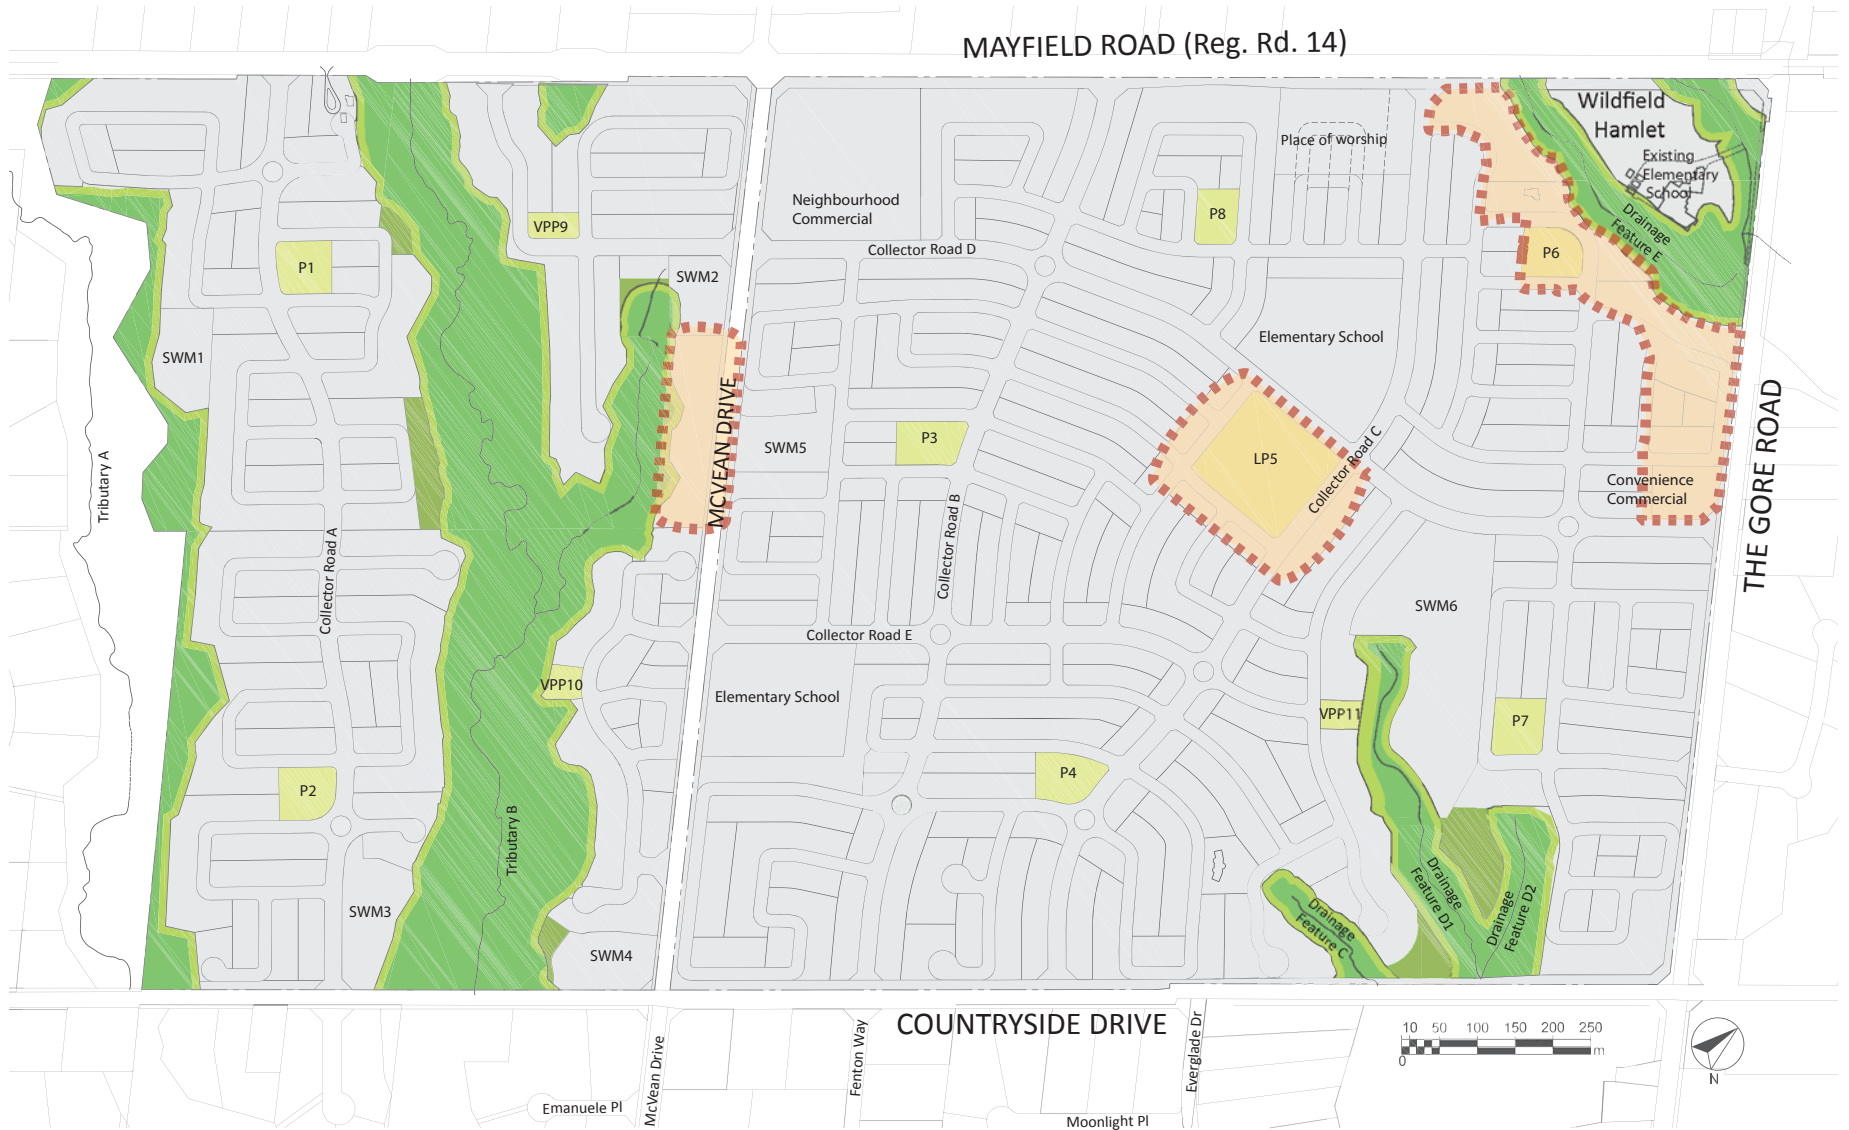 MAYFIELD ROAD (Reg. Rd. 14)
Wildfield
Hamlet
Existing
Elementary
School
Place of worship
Neighbourhood
Commercial
P8
VPP9
Drainage
Feature E
Collector Road D
P6
P1
SWM2
SWM1
Elementary School
MCVEAN DRIVE
THE GORE ROAD
P3
SWM5
LP5
Collector Road C
Tributary A
Convenience
Commercial
Collector Road B
Collector Road A
SWM6
Collector Road E
VPP10
Elementary School
VPP11
P7
P4
P2
Tributary B
Drainage
Feature D1
Drainage
Feature D2
SWM3
Drainage
Feature C
SWM4
COUNTRYSIDE DRIVE
10 50 100 150 200 250
m
0
N
McVean Drive
Fenton Way
Everglade Dr
Emanuele Pl
Moonlight Pl